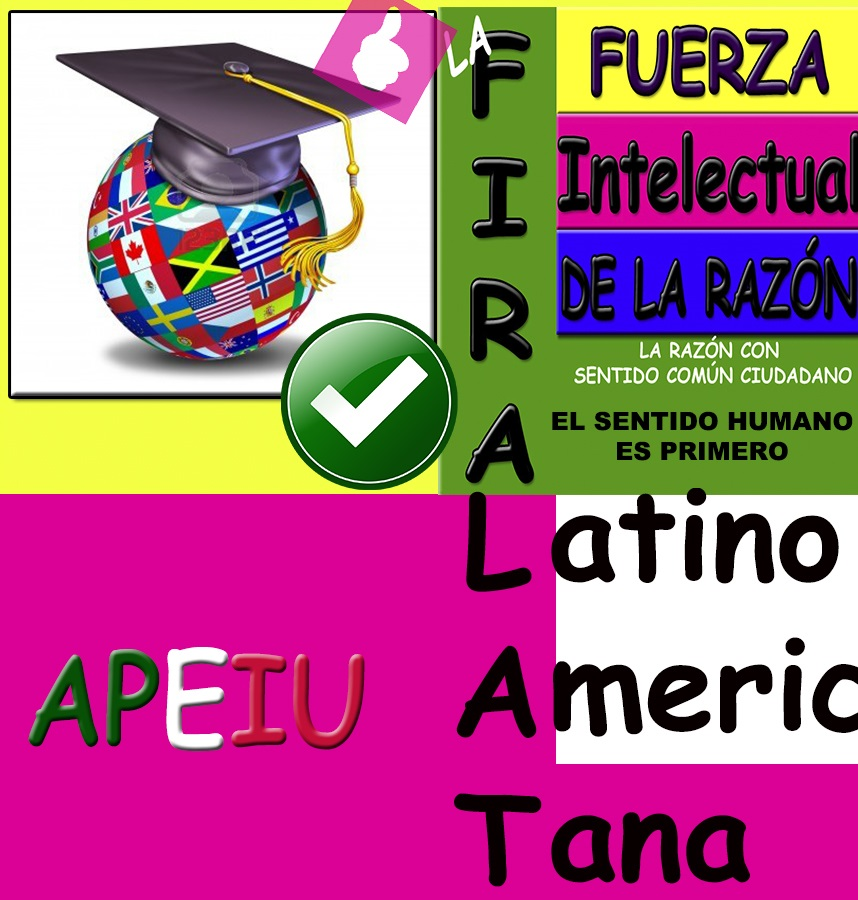 LA
FIRA
FUERZA
Intelectual
DE LA RAZÓN
LA RAZÓN CON
SENTIDO COMÚN CIUDADANO
EL SENTIDO HUMANO
ES PRIMERO
Latino
Americ
Tana
APEIU